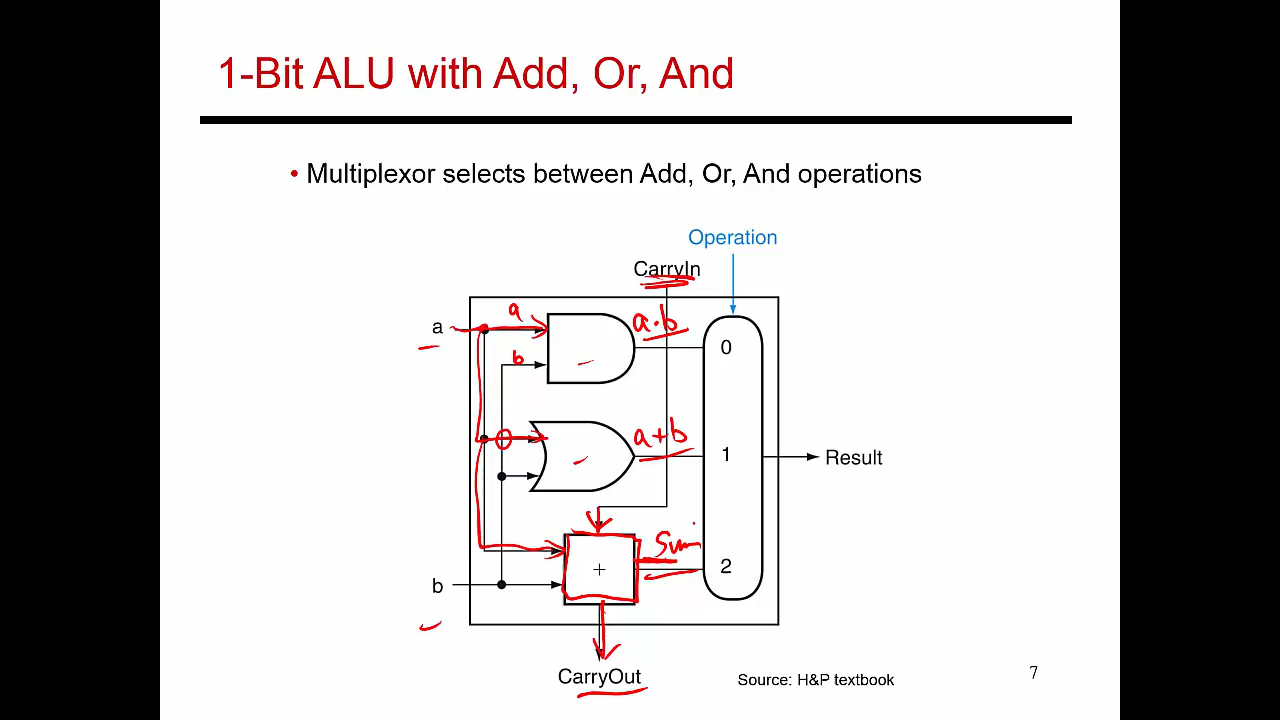 1-Bit ALU with Add, Or, And
• Multiplexor selects between Add, Or, And operations
Operation
CarryIn
a
a
a·b
0
b
a+b
1
Result
Sum
+
2
b
CarryOut
Source: H&P textbook
7